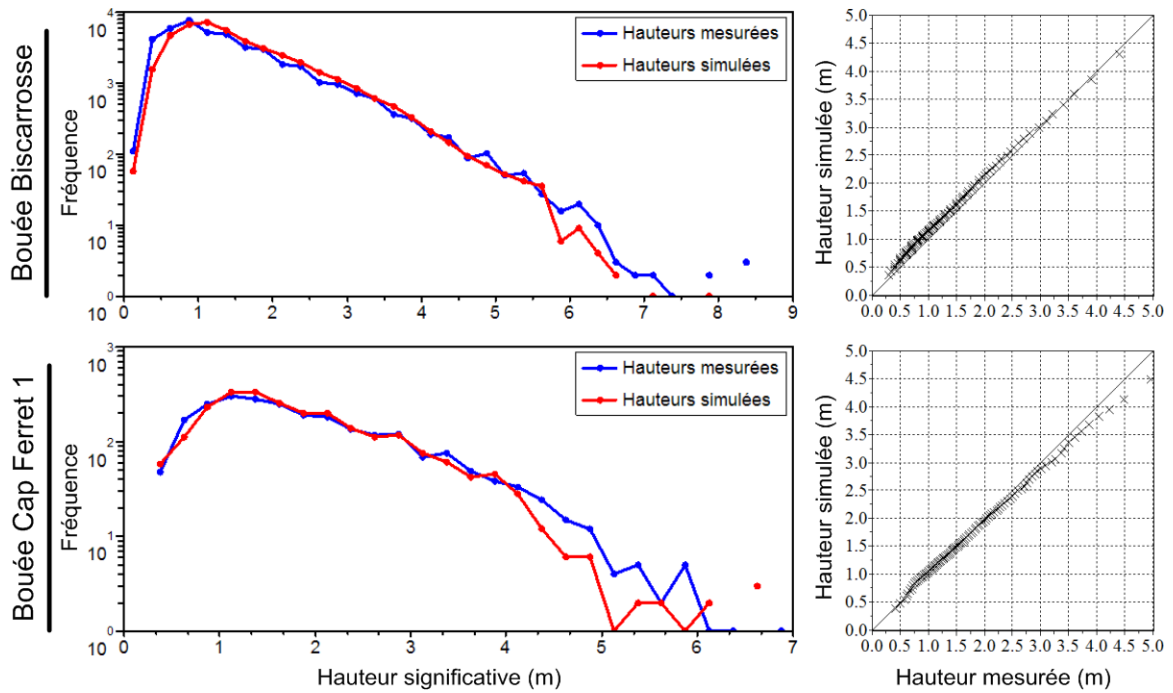 Bouée Biscarrosse
Fréquence
10 4
10 3
10 2
10 1
10 0
Hauteurs mesurées
Hauteurs simulées
0 1 2 3 4 5 6 7 8 9
Hauteur simulée (m)
5.0
4.5
4.0
3.5
3.0
2.5
2.0
1.5
1.0
0.5
0.0
0.0 0.5 1.0 1.5 2.0 2.5 3.0 3.5 4.0 4.5 5.0
Bouée Cap Ferret 1
Fréquence
10 3
10 2
10 1
10 0
Hauteurs mesurées
Hauteurs simulées
0 1 2 3 4 5 6 7
Hauteur significative (m)
Hauteur simulée (m)
5.0
4.5
4.0
3.5
3.0
2.5
2.0
1.5
1.0
0.5
0.0
0.0 0.5 1.0 1.5 2.0 2.5 3.0 3.5 4.0 4.5 5.0
Hauteur mesurée (m)